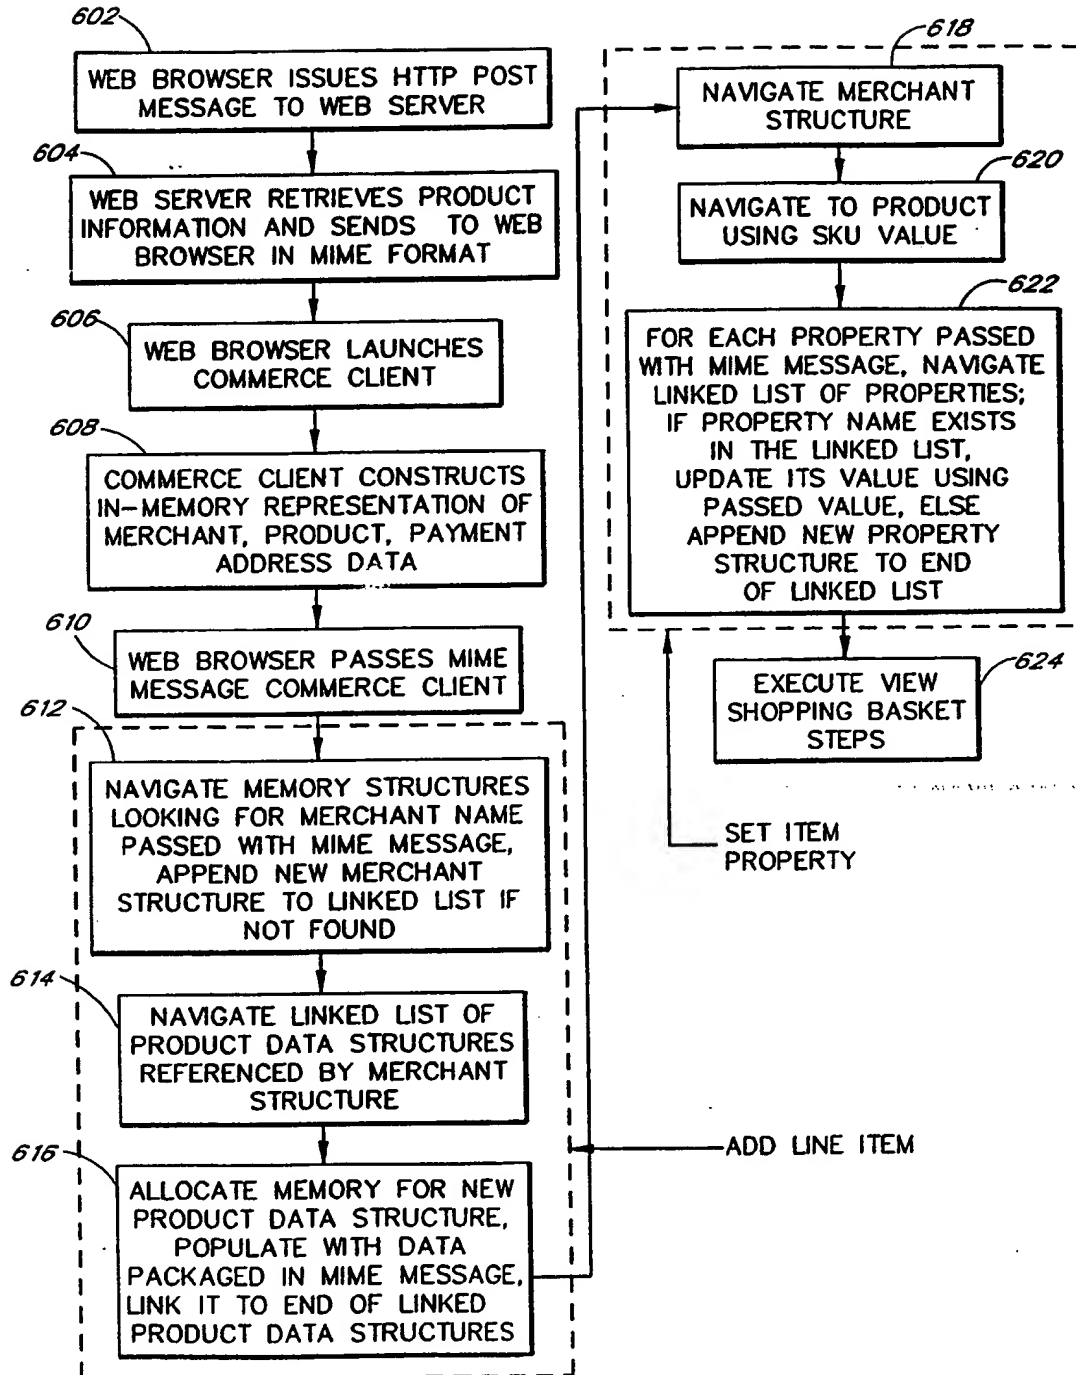 602
WEB BROWSER ISSUES HTTP POST
MESSAGE TO WEB SERVER
604
WEB SERVER RETRIEVES PRODUCT
INFORMATION AND SENDS TO WEB
BROWSER IN MIME FORMAT
606
WEB BROWSER LAUNCHES
COMMERCE CLIENT
608
COMMERCE CLIENT CONSTRUCTS
IN-MEMORY REPRESENTATION OF
MERCHANT, PRODUCT, PAYMENT
ADDRESS DATA
610
WEB BROWSER PASSES MIME
MESSAGE COMMERCE CLIENT
612
NAVIGATE MEMORY STRUCTURES
LOOKING FOR MERCHANT NAME
PASSED WITH MIME MESSAGE,
APPEND NEW MERCHANT
STRUCTURE TO LINKED LIST IF
NOT FOUND
614
NAVIGATE LINKED LIST OF
PRODUCT DATA STRUCTURES
REFERENCED BY MERCHANT
STRUCTURE
616
ALLOCATE MEMORY FOR NEW
PRODUCT DATA STRUCTURE,
POPULATE WITH DATA
PACKAGED IN MIME MESSAGE,
LINK IT TO END OF LINKED
PRODUCT DATA STRUCTURES
ADD LINE ITEM
618
NAVIGATE MERCHANT
STRUCTURE
620
NAVIGATE TO PRODUCT
USING SKU VALUE
622
FOR EACH PROPERTY PASSED
WITH MIME MESSAGE, NAVIGATE
LINKED LIST OF PROPERTIES;
IF PROPERTY NAME EXISTS
IN THE LINKED LIST,
UPDATE ITS VALUE USING
PASSED VALUE, ELSE
APPEND NEW PROPERTY
STRUCTURE TO END
OF LINKED LIST
624
EXECUTE VIEW
SHOPPING BASKET
STEPS
SET ITEM
PROPERTY